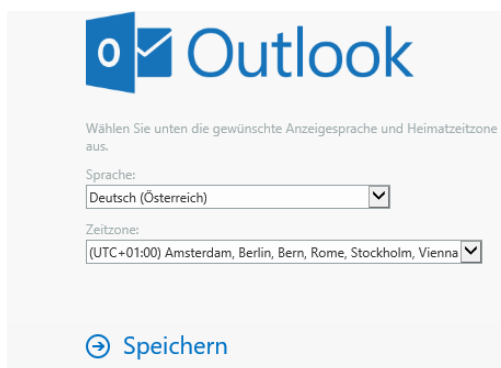 Outlook
Wählen Sie unten die gewünschte Anzeigesprache und Heimatzeitzone
aus.
Sprache:
Deutsch (Österreich)
Zeitzone:
(UTC+01:00) Amsterdam, Berlin, Bern, Rome, Stockholm, Vienna
Speichern